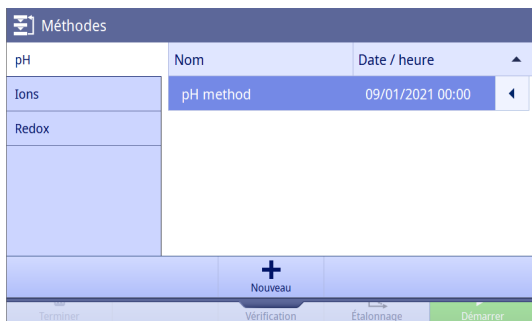 Méthodes
pH
Ions
Redox
Nom Date / heure
pH method 09/01/2021 00:00
Nouveau
Terminer Vérification Étalonnage Démarrer